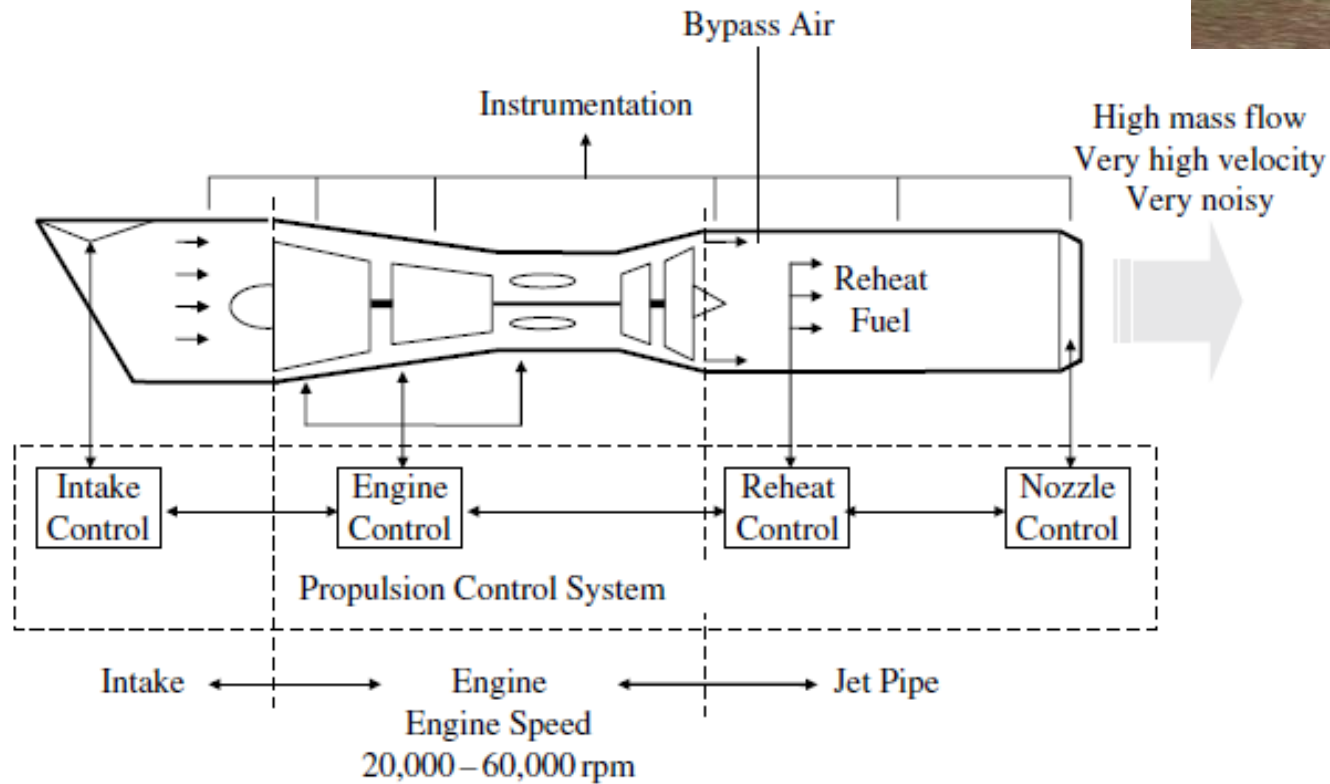 Bypass Air
Instrumentation
High mass flow
Very high velocity
Very noisy
Reheat
Fuel
Intake
Control
Engine
Control
Reheat
Control
Nozzle
Control
Propulsion Control System
Intake
Engine
Jet Pipe
Engine Speed
20,000 – 60,000 rpm